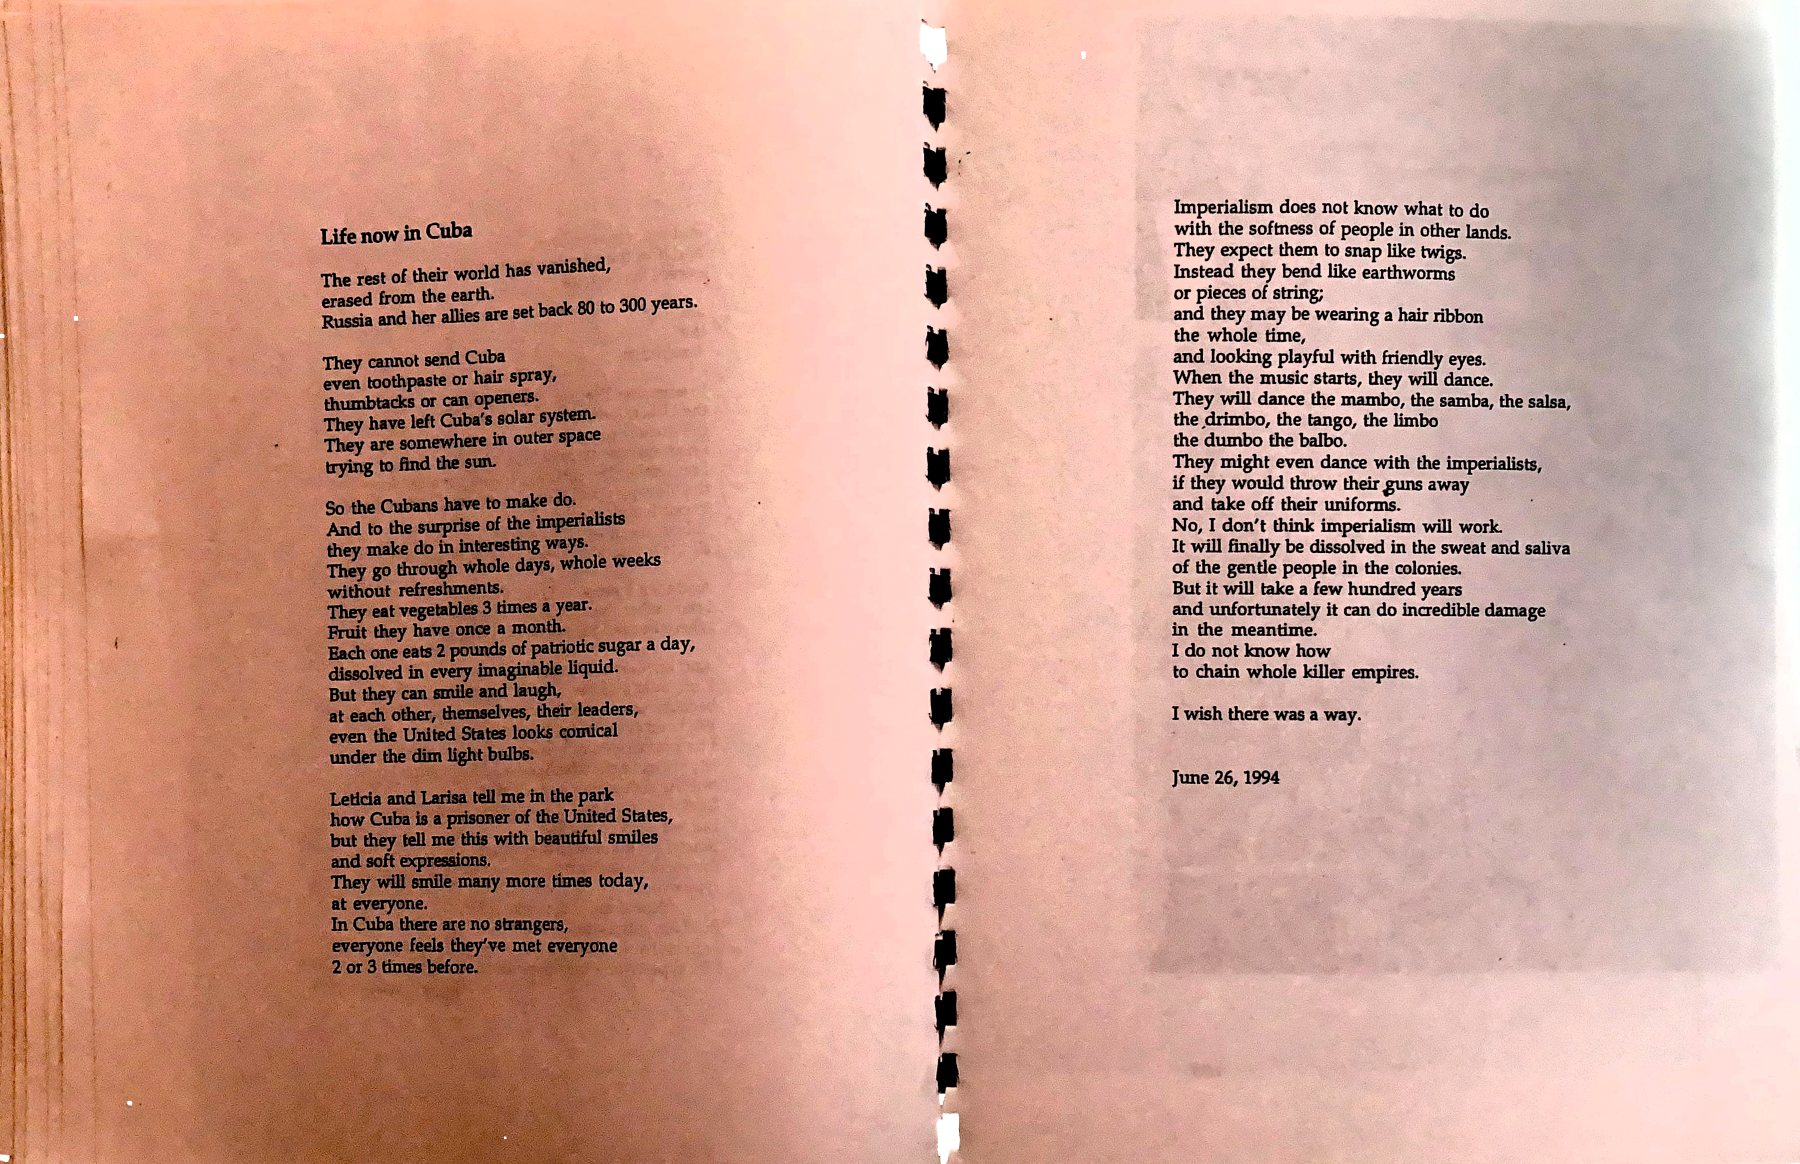 Life now in Cuba
The rest of their world has vanished,
erased from the earth.
Russia and her allies are set back 80 to 300 years.
They cannot send Cuba
even toothpaste or hair spray,
thumbtacks or can openers.
They have left Cuba's solar system.
They are somewhere in outer space
trying to find the sun.
So the Cubans have to make do.
And to the surprise of the imperialists
they make do in interesting ways.
They go through whole days, whole weeks
without refreshments.
They eat vegetables 3 times a year.
Fruit they have once a month.
Each one eats 2 pounds of patriotic sugar a day,
dissolved in every imaginable liquid.
But they can smile and laugh,
at each other, themselves, their leaders,
even the United States looks comical
under the dim light bulbs.
Leticia and Larisa tell me in the park
how Cuba is a prisoner of the United States,
but they tell me this with beautiful smiles
and soft expressions.
They will smile many more times today,
at everyone.
In Cuba there are no strangers,
everyone feels they've met everyone
2 or 3 times before.
Imperialism does not know what to do
with the softness of people in other lands.
They expect them to snap like twigs.
Instead they bend like earthworms
or pieces of string;
and they may be wearing a hair ribbon
the whole time,
and looking playful with friendly eyes.
When the music starts, they will dance.
They will dance the mambo, the samba, the salsa,
the drimbo, the tango, the limbo
the dumbo the balbo.
They might even dance with the imperialists,
if they would throw their guns away
and take off their uniforms.
No, I don't think imperialism will work.
It will finally be dissolved in the sweat and saliva
of the gentle people in the colonies.
But it will take a few hundred years
and unfortunately it can do incredible damage
in the meantime.
I do not know how
to chain whole killer empires.
I wish there was a way.
June 26, 1994